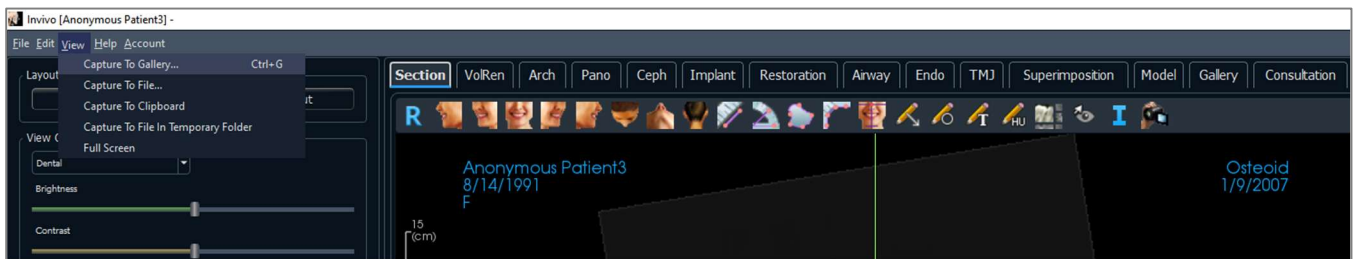 Invivo [Anonymous Patient3] -
File Edit View Help Account
Capture To Gallery... Ctrl+G
Capture To File...
Capture To Clipboard
Capture To File In Temporary Folder
Full Screen
Layout
View
Dental
Brightness
Contrast
Section VolRen Arch Pano Ceph Implant Restoration Airway Endo TMJ Superimposition Model Gallery Consultation
R T HU I
Anonymous Patient3
8/14/1991
F
Osteoid
1/9/2007
15
(cm)